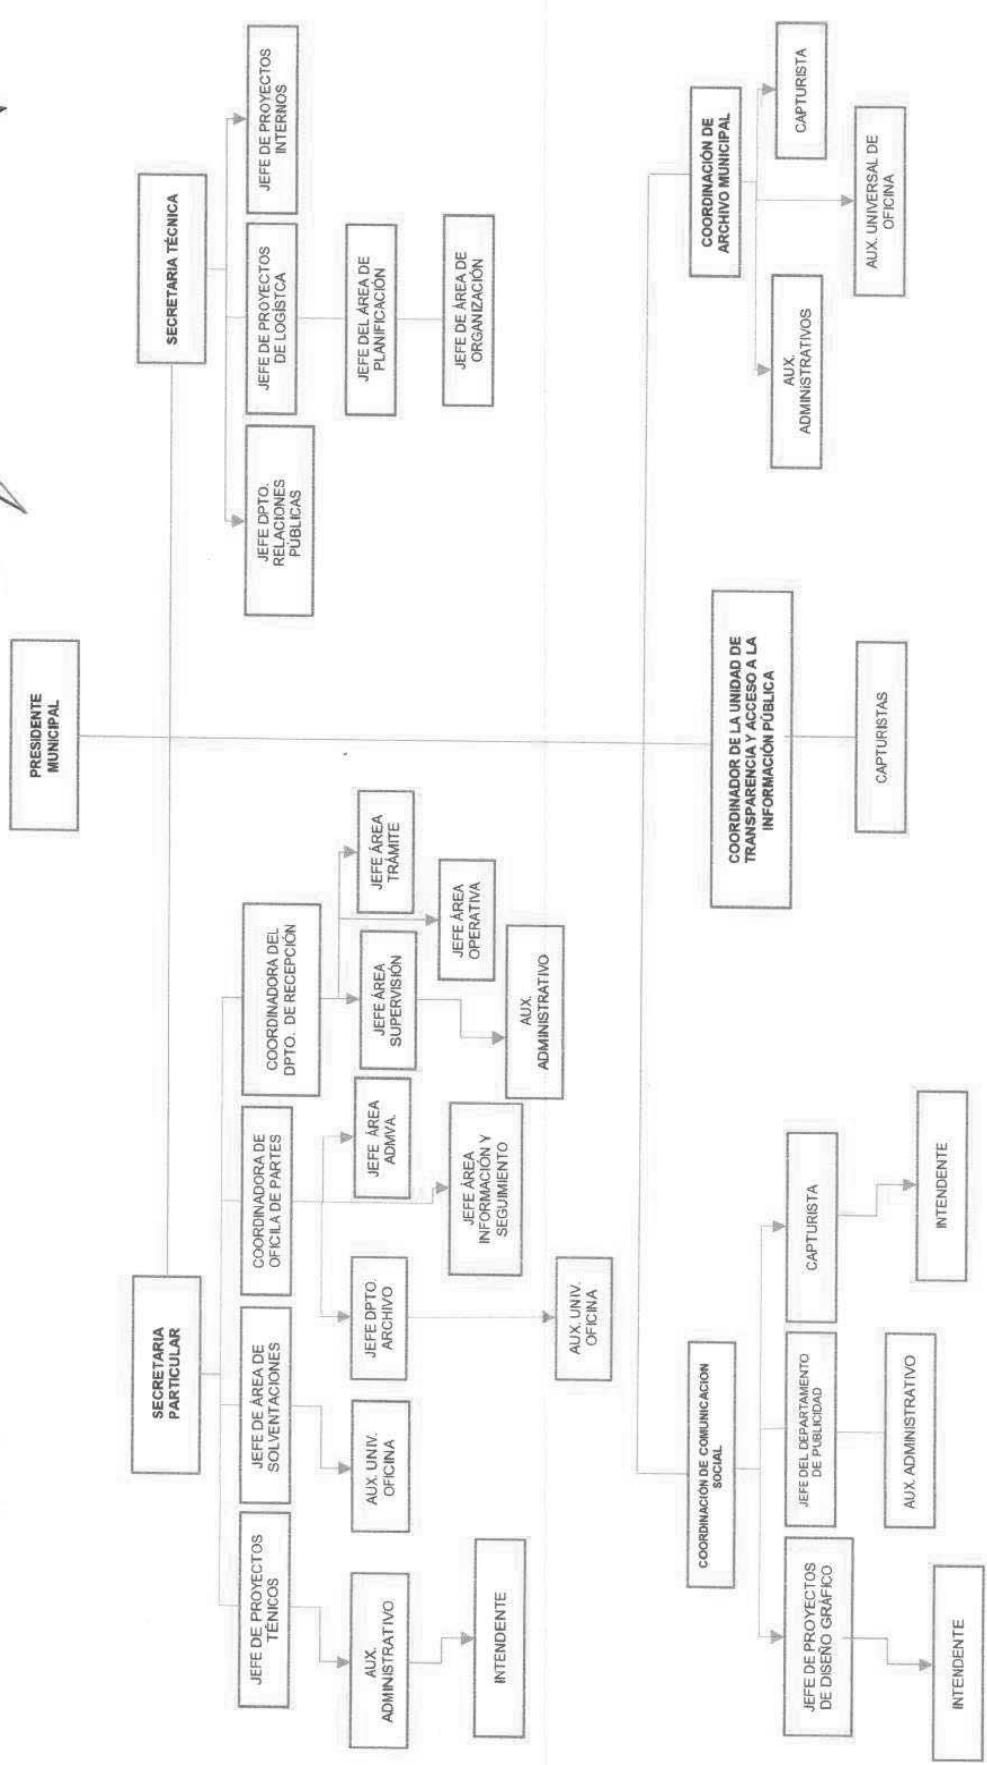 PRESIDENTE
MUNICIPAL
SECRETARIA
PARTICULAR
SECRETARIA TÉCNICA
JEFE DE PROYECTOS
TÉNICOS
JEFE DE ÁREA DE
SOLVENTACIONES
COORDINADORA DE
OFICILA DE PARTES
COORDINADORA DEL
DPTO. DE RECEPCIÓN
JEFE DPTO.
RELACIONES
PÚBLICAS
JEFE DE PROYECTOS
DE LOGÍSTCA
JEFE DE PROYECTOS
INTERNOS
AUX.
ADMINISTRATIVO
AUX. UNIV.
OFICINA
JEFE DPTO.
ARCHIVO
JEFE ÁREA
ADMVA.
JEFE ÁREA
SUPERVISIÓN
JEFE ÁREA
TRÁMITE
JEFE DEL ÁREA DE
PLANIFICACIÓN
INTENDENTE
JEFE ÁREA
INFORMACIÓN Y
SEGUIMIENTO
JEFE ÁREA
OPERATIVA
JEFE DE ÁREA DE
ORGANIZACIÓN
AUX.
ADMINISTRATIVO
AUX. UNIV.
OFICINA
COORDINACIÓN DE COMUNICACIÓN
SOCIAL
COORDINADOR DE LA UNIDAD DE
TRANSPARENCIA Y ACCESO A LA
INFORMACIÓN PÚBLICA
COORDINACIÓN DE
ARCHIVO MUNICIPAL
JEFE DE PROYECTOS
DE DISEÑO GRÁFICO
JEFE DEL DEPARTAMENTO
DE PUBLICIDAD
CAPTURISTA
AUX.
ADMINISTRATIVOS
CAPTURISTA
INTENDENTE
AUX. ADMINISTRATIVO
INTENDENTE
CAPTURISTAS
AUX. UNIVERSAL DE
OFICINA